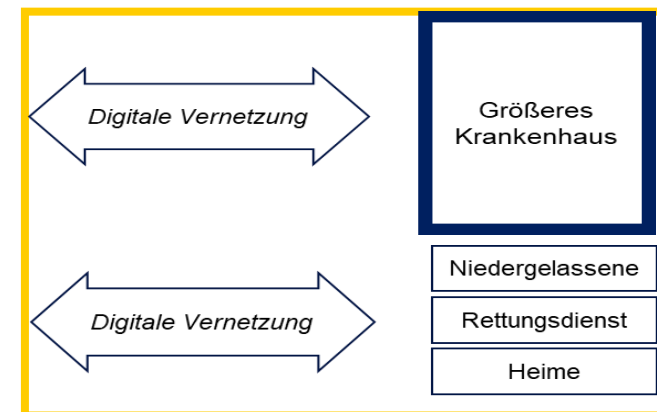 Digitale Vernetzung
Größeres
Krankenhaus
Niedergelassene
Digitale Vernetzung
Rettungsdienst
Heime